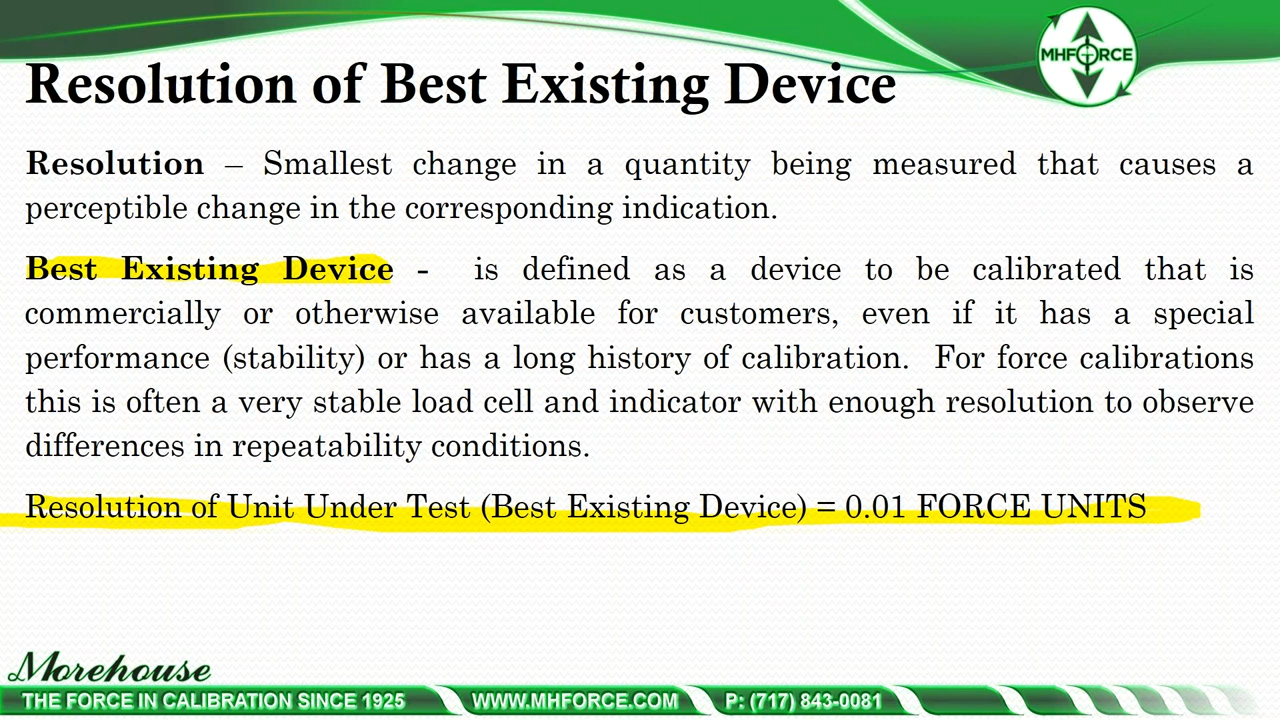 MHFORCE
Resolution of Best Existing Device
Resolution – Smallest change in a quantity being measured that causes a
perceptible change in the corresponding indication.
Best Existing Device - is defined as a device to be calibrated that is
commercially or otherwise available for customers, even if it has a special
performance (stability) or has a long history of calibration. For force calibrations
this is often a very stable load cell and indicator with enough resolution to observe
differences in repeatability conditions.
Resolution of Unit Under Test (Best Existing Device) = 0.01 FORCE UNITS
Morehouse
THE FORCE IN CALIBRATION SINCE 1925 WWW.MHFORCE.COM P: (717) 843-0081